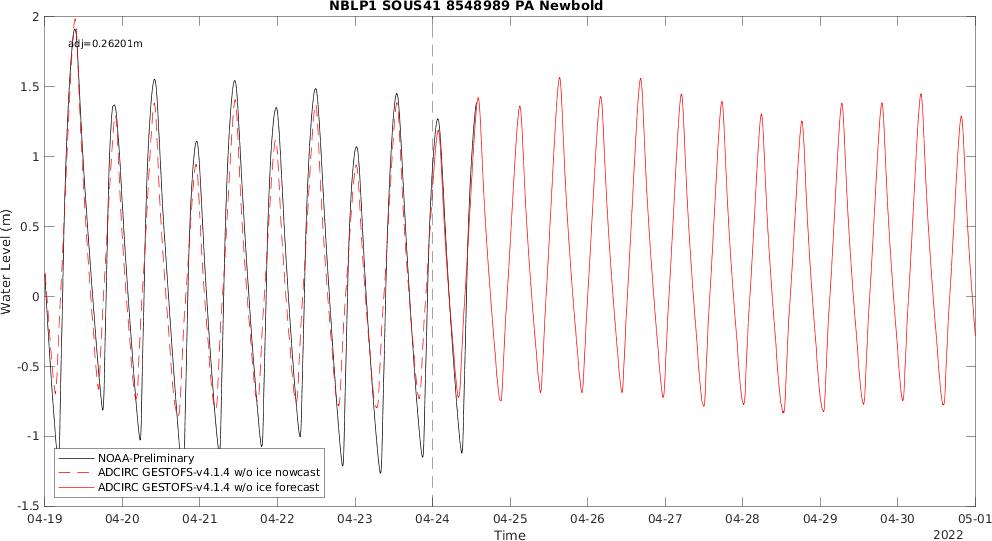 NBLP1 SOUS41 8548989 PA Newbold
adj=0.26201m
Water Level (m)
2
1.5
1
0.5
0
-0.5
-1
-1.5
NOAA-Preliminary
ADCIRC GESTOFS-v4.1.4 w/o ice nowcast
ADCIRC GESTOFS-v4.1.4 w/o ice forecast
04-19 04-20 04-21 04-22 04-23 04-24 04-25 04-26 04-27 04-28 04-29 04-30 05-01
Time
2022